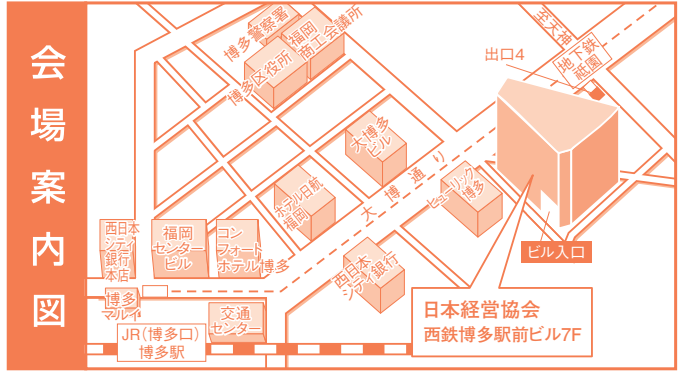 会場案内図
博多警察署
福岡
商工会議所
博多区役所
至天神
地下鉄
祗園
出口4
大博多
ビル
大博通り
ホテル日航
福岡
ヒューリック
博多
西日本
シティ
銀行
本店
福岡
センター
ビル
コン
フォート
ホテル博多
西日本
シティ銀行
ビル入口
博多
マルイ
交通
センター
JR(博多口)
博多駅
日本経営協会
西鉄博多駅前ビル7F